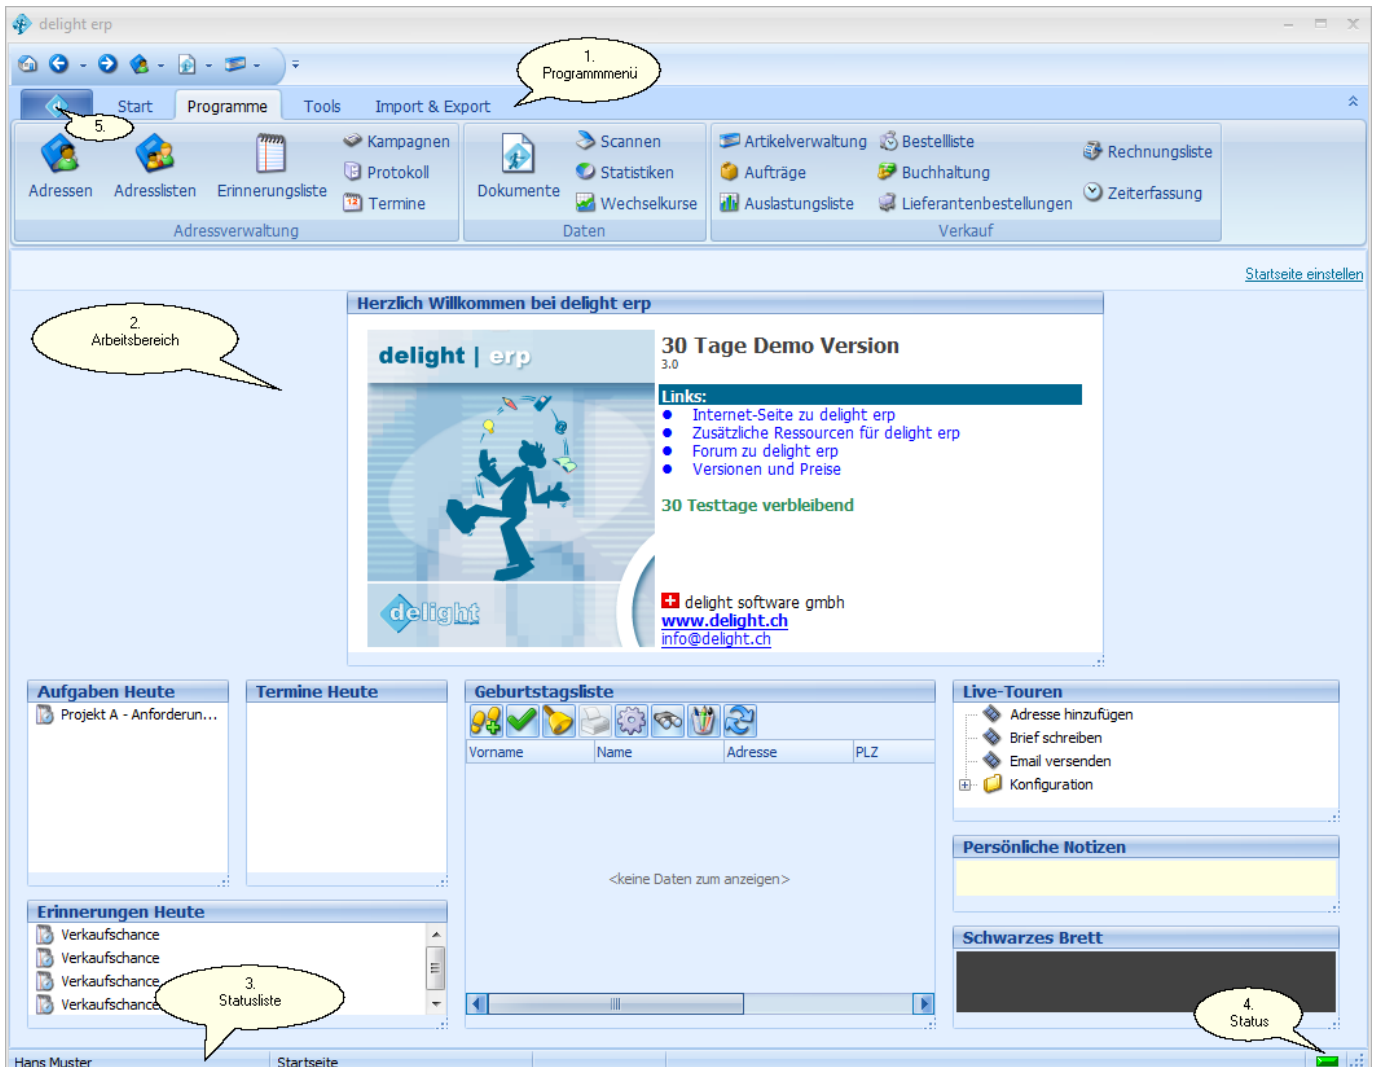 delight erp
1.
Programmmenü
Start Programme Tools Import & Export
5.
Adressen Adresslisten Erinnerungsliste
Kampagnen
Protokoll
Termine
Adressverwaltung
Dokumente
Scannen
Statistiken
Wechselkurse
Daten
Artikelverwaltung
Aufträge
Auslastungsliste
Bestellliste
Buchhaltung
Lieferantenbestellungen
Rechnungsliste
Zeiterfassung
Verkauf
Startseite einstellen
2.
Arbeitsbereich
Herzlich Willkommen bei delight erp
delight | erp
30 Tage Demo Version
3.0
Links:
Internet-Seite zu delight erp
Zusätzliche Ressourcen für delight erp
Forum zu delight erp
Versionen und Preise
30 Testtage verbleibend
delight
delight software gmbh
www.delight.ch
info@delight.ch
Aufgaben Heute
Projekt A - Anforderun...
Termine Heute
Geburtstagsliste
Vorname Name Adresse PLZ
<keine Daten zum anzeigen>
Live-Touren
Adresse hinzufügen
Brief schreiben
Email versenden
Konfiguration
Persönliche Notizen
Schwarzes Brett
Erinnerungen Heute
Verkaufschance
Verkaufschance
Verkaufschance
Verkaufschance
3.
Statusliste
4.
Status
Hans Muster Startseite